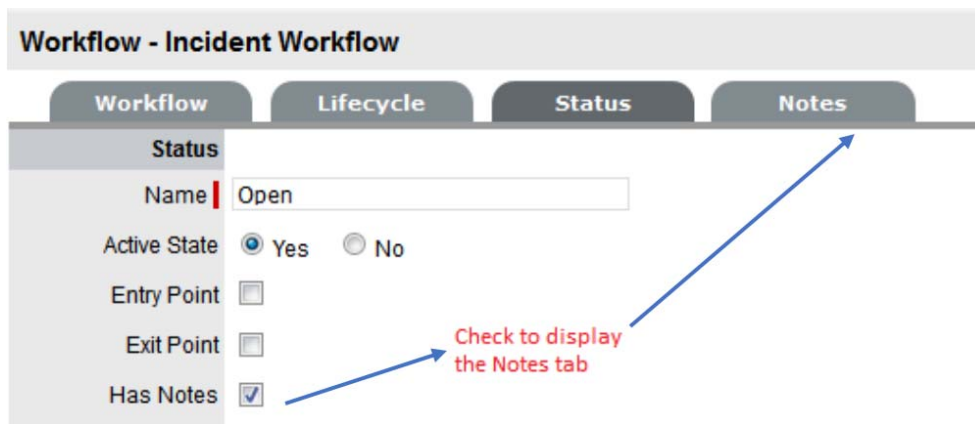 Workflow - Incident Workflow
Workflow Lifecycle Status Notes
Status
Name Open
Active State Yes No
Entry Point
Exit Point
Check to display
the Notes tab
Has Notes